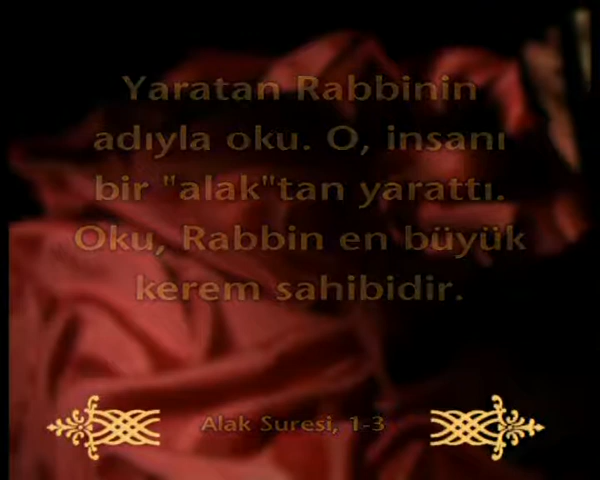 Yaratan Rabbinin
adıyla oku. O, insanı
bir "alak"tan yarattı.
Oku, Rabbin en büyük
kerem sahibidir.
Alak Suresi, 1-3